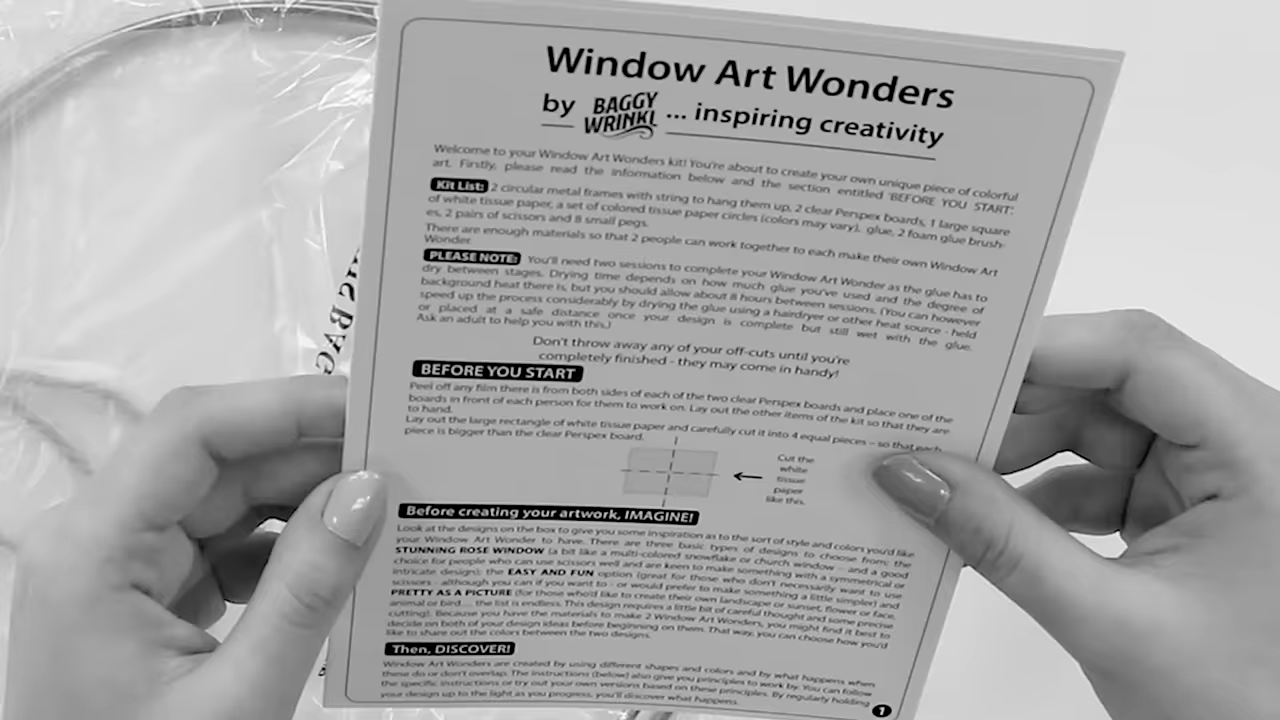 Window Art Wonders
by BAGGY WRINKL ... inspiring creativity
Welcome to your Window Art Wonders kit! You're about to create your own unique piece of colorful
art. Firstly, please read the information below and the section entitled 'BEFORE YOU START'.
Kit List: 2 circular metal frames with string to hang them up, 2 clear Perspex boards, 1 large square
of white tissue paper, a set of colored tissue paper circles (colors may vary), glue, 2 foam glue brush-
es, 2 pairs of scissors and 8 small pegs.
There are enough materials so that 2 people can work together to each make their own Window Art
Wonder.
PLEASE NOTE: You'll need two sessions to complete your Window Art Wonder as the glue has to
dry between stages. Drying time depends on how much glue you've used and the degree of
background heat there is, but you should allow about 8 hours between sessions. (You can however
speed up the process considerably by drying the glue using a hairdryer or other heat source - held
or placed at a safe distance once your design is complete but still wet with the glue.
Ask an adult to help you with this.)
Don't throw away any of your off-cuts until you're
completely finished - they may come in handy!
BEFORE YOU START
Peel off any film there is from both sides of each of the two clear Perspex boards and place one of the
boards in front of each person for them to work on. Lay out the other items of the kit so that they are
to hand.
Lay out the large rectangle of white tissue paper and carefully cut it into 4 equal pieces – so that each
piece is bigger than the clear Perspex board.
Cut the
white
tissue
paper
like this.
Before creating your artwork, IMAGINE!
Look at the designs on the box to give you some inspiration as to the sort of style and colors you'd like
your Window Art Wonder to have. There are three basic types of designs to choose from; the
STUNNING ROSE WINDOW (a bit like a multi-colored snowflake or church window – and a good
choice for people who can use scissors well and are keen to make something with a symmetrical or
intricate design); the EASY AND FUN option (great for those who don't necessarily want to use
scissors - although you can if you want to - or would prefer to make something a little simpler) and
PRETTY AS A PICTURE (for those who'd like to create their own landscape or sunset, flower or face,
animal or bird.... the list is endless. This design requires a little bit of careful thought and some precise
cutting). Because you have the materials to make 2 Window Art Wonders, you might find it best to
decide on both of your design ideas before beginning on them. That way, you can choose how you'd
like to share out the colors between the two designs.
Then, DISCOVER!
Window Art Wonders are created by using different shapes and colors and by what happens when
these do or don't overlap. The instructions (below) also give you principles to work by. You can follow
the specific instructions or try out your own versions based on these principles. By regularly holding
your design up to the light as you progress, you'll discover what happens.
1